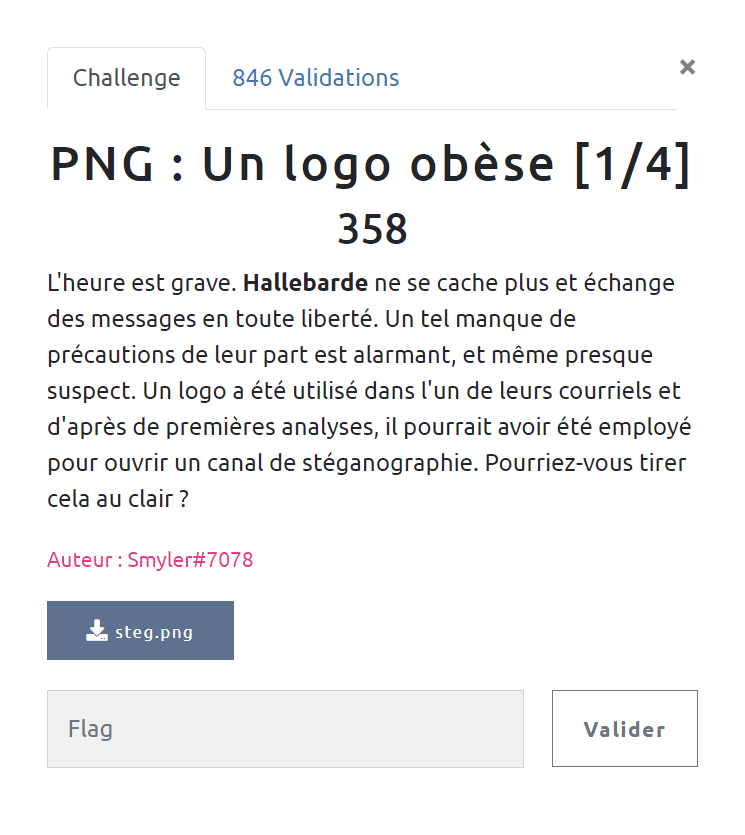 Challenge
846 Validations
×
PNG : Un logo obèse [1/4]
358
L'heure est grave. Hallebarde ne se cache plus et échange
des messages en toute liberté. Un tel manque de
précautions de leur part est alarmant, et même presque
suspect. Un logo a été utilisé dans l'un de leurs courriels et
d'après de premières analyses, il pourrait avoir été employé
pour ouvrir un canal de stéganographie. Pourriez-vous tirer
cela au clair ?
Auteur : Smyler#7078
steg.png
Flag
Valider